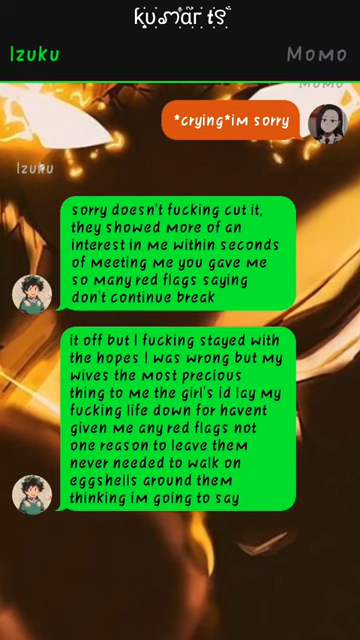 kumar ts
Izuku
Momo
Momo
*crying*im sorry
Izuku
sorry doesn't fucking cut it,
they showed more of an
interest in me within seconds
of meeting me you gave me
so many red flags saying
don't continue break
it off but I fucking stayed with
the hopes I was wrong but my
wives the most precious
thing to me the girl's id lay my
fucking life down for havent
given me any red flags not
one reason to leave them
never needed to walk on
eggshells around them
thinking im going to say